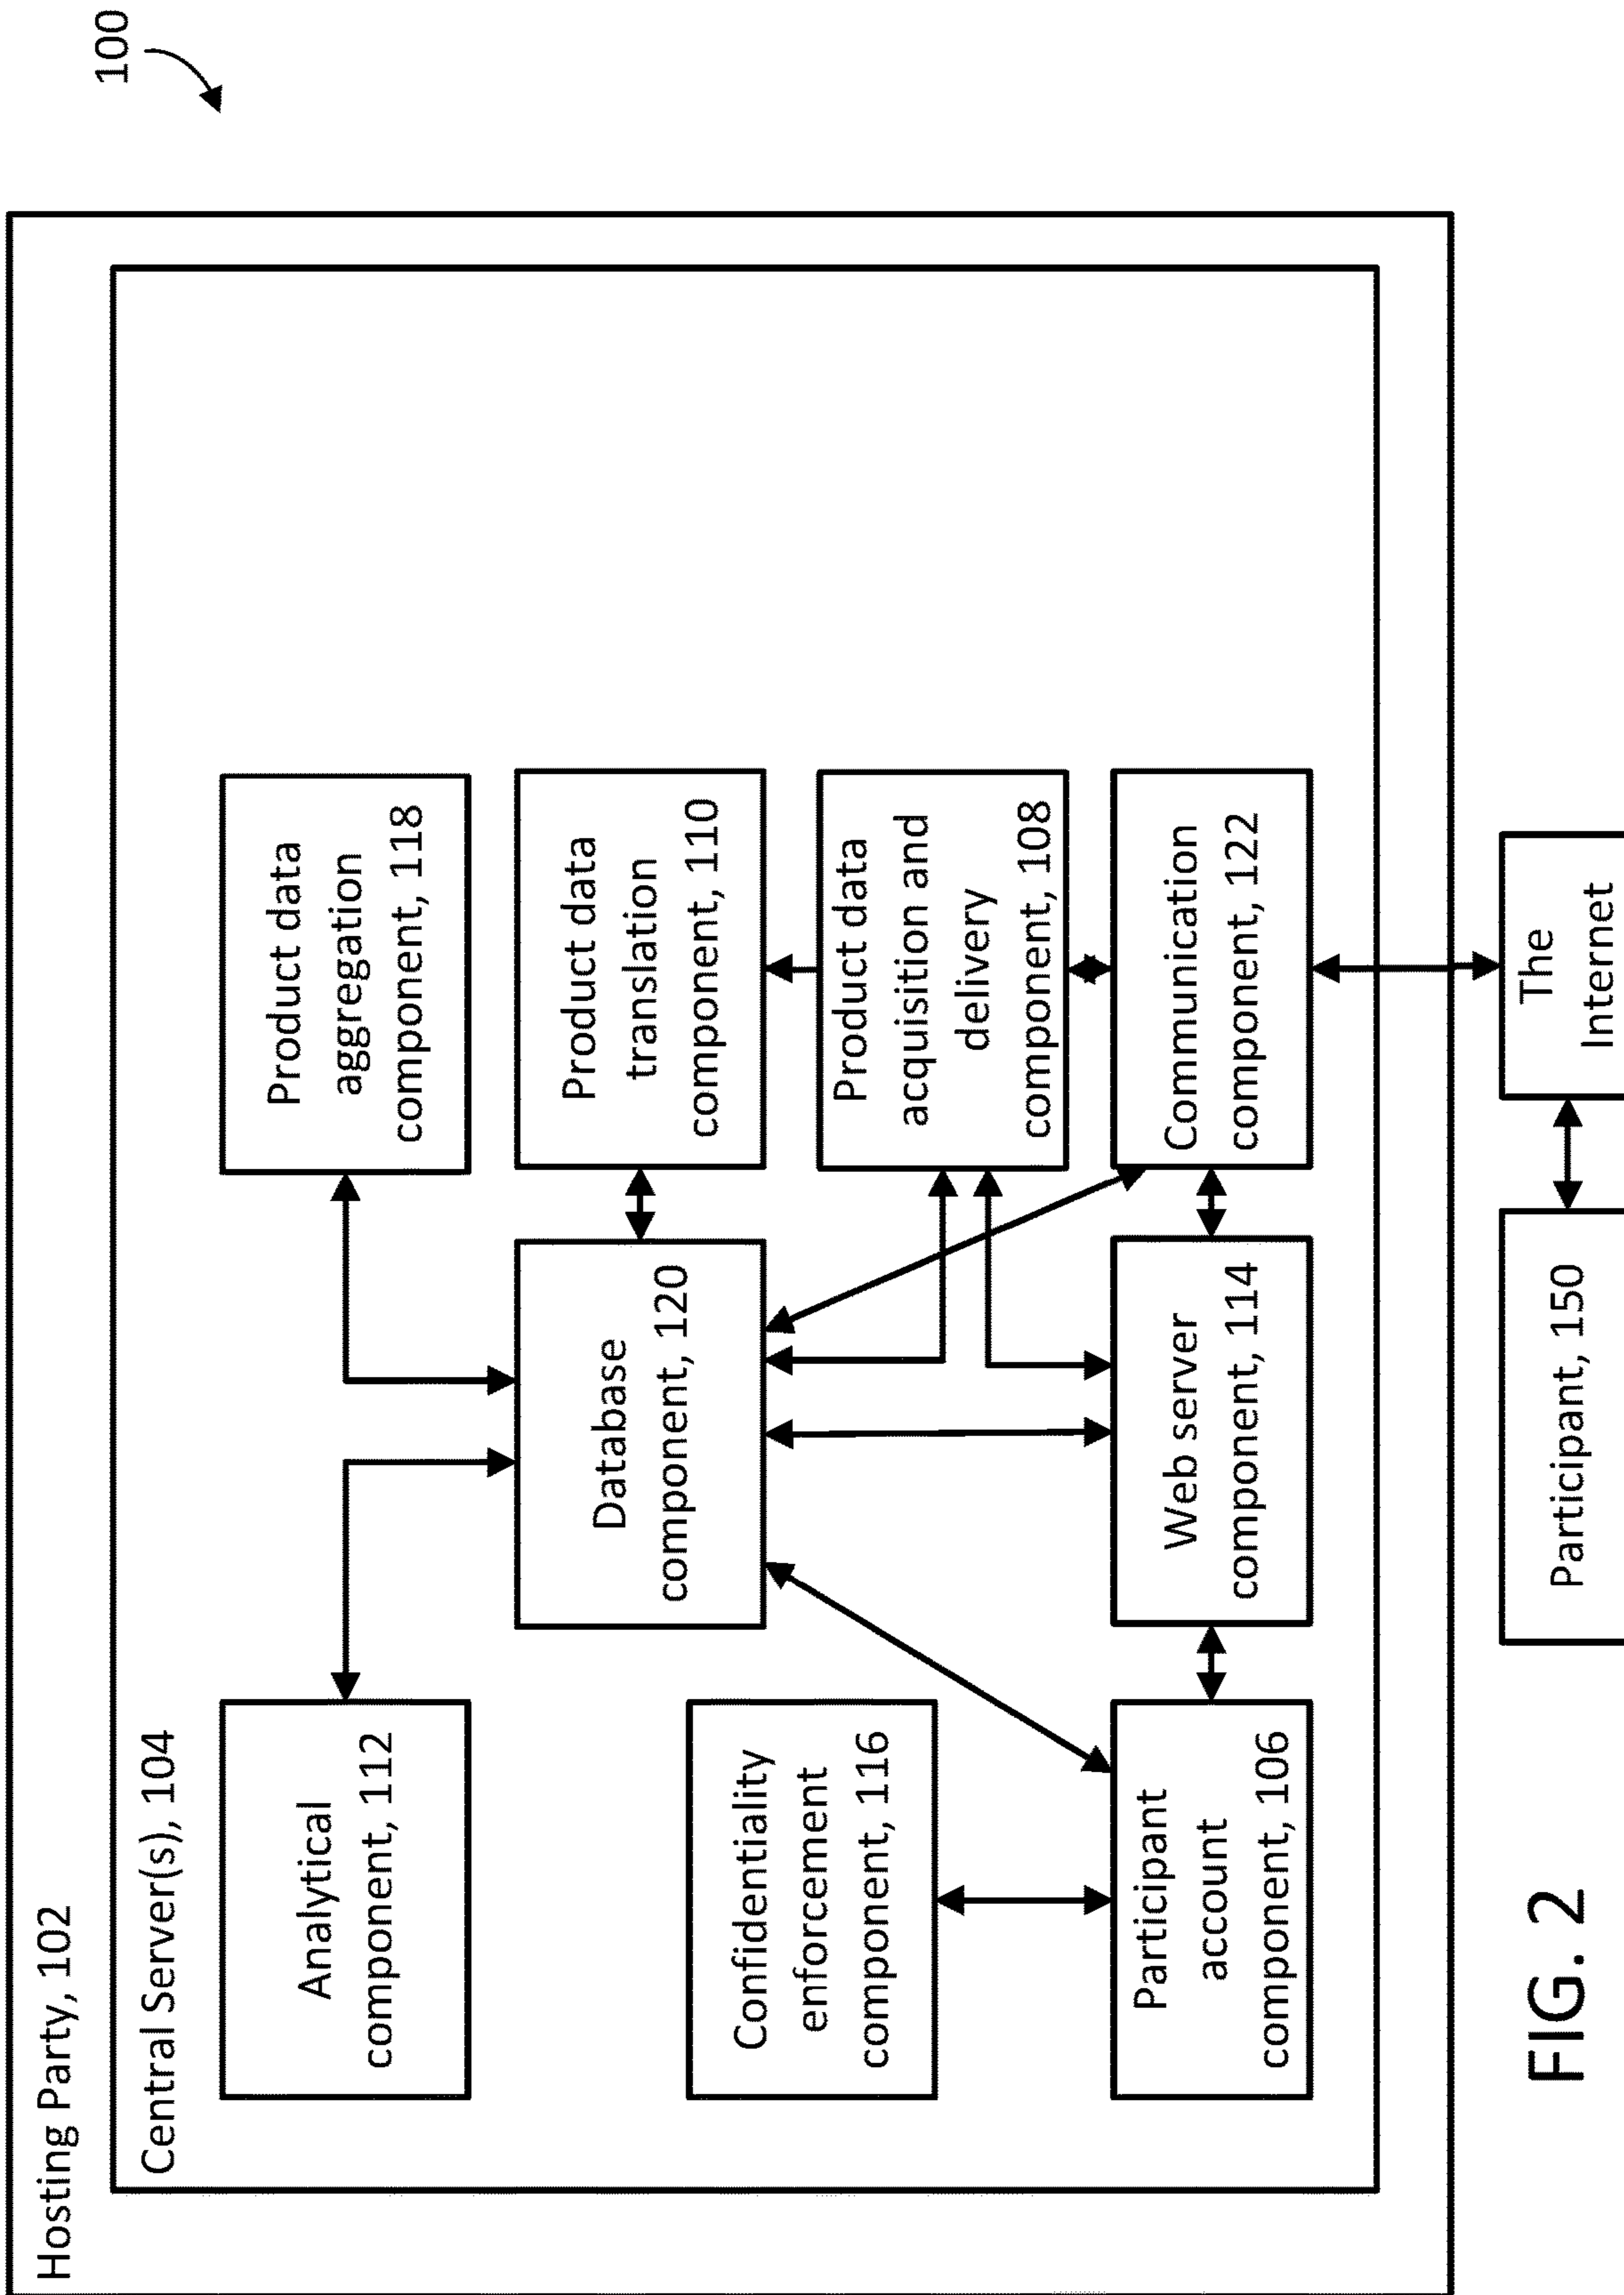 100
Hosting Party, 102
Central Server(s), 104
Analytical
component, 112
Product data
aggregation
component, 118
Database
component, 120
Product data
translation
component, 110
Confidentiality
enforcement
component, 116
Product data
acquisition and
delivery
component, 108
Participant
account
component, 106
Web server
component, 114
Communication
component, 122
Participant, 150
The
Internet
FIG. 2